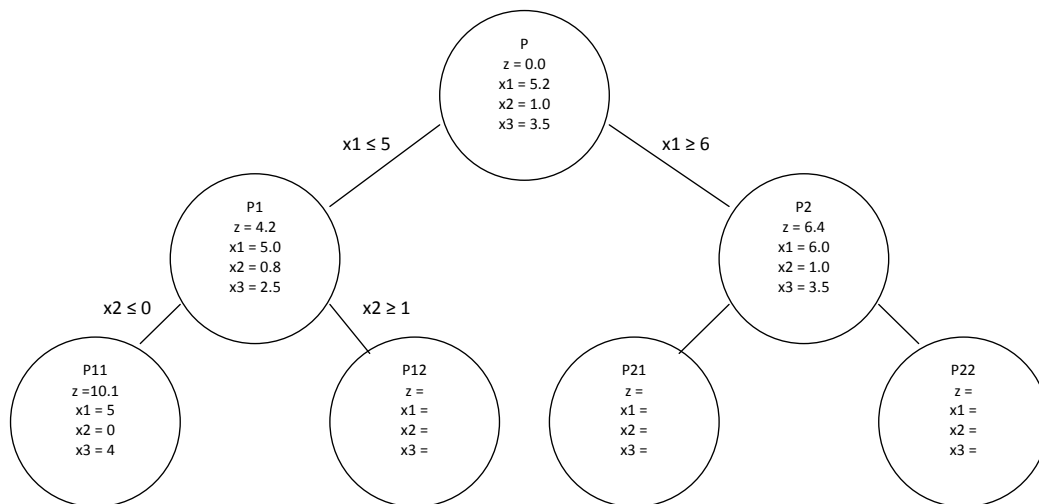 P
z = 0.0
x1 = 5.2
x2 = 1.0
x3 = 3.5
x1 ≤ 5
x1 ≥ 6
P1
z = 4.2
x1 = 5.0
x2 = 0.8
x3 = 2.5
P2
z = 6.4
x1 = 6.0
x2 = 1.0
x3 = 3.5
x2 ≤ 0
x2 ≥ 1
P11
z =10.1
x1 = 5
x2 = 0
x3 = 4
P12
z =
x1 =
x2 =
x3 =
P21
z =
x1 =
x2 =
x3 =
P22
z =
x1 =
x2 =
x3 =